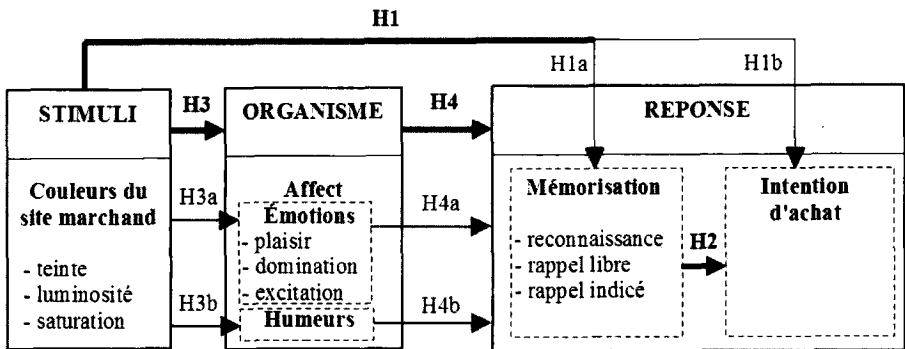 H1
H1a
H1b
STIMULI
H3
ORGANISME
H4
REPONSE
Couleurs du
site marchand
- teinte
- luminosité
- saturation
H3a
H3b
Affect
Émotions
- plaisir
- domination
- excitation
Humeurs
H4a
H4b
Mémorisation
- reconnaissance
- rappel libre
- rappel indicé
H2
Intention
d'achat